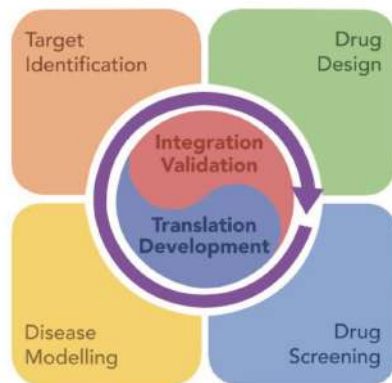 Target
Identification
Drug
Design
Integration
Validation
Translation
Development
Disease
Modelling
Drug
Screening